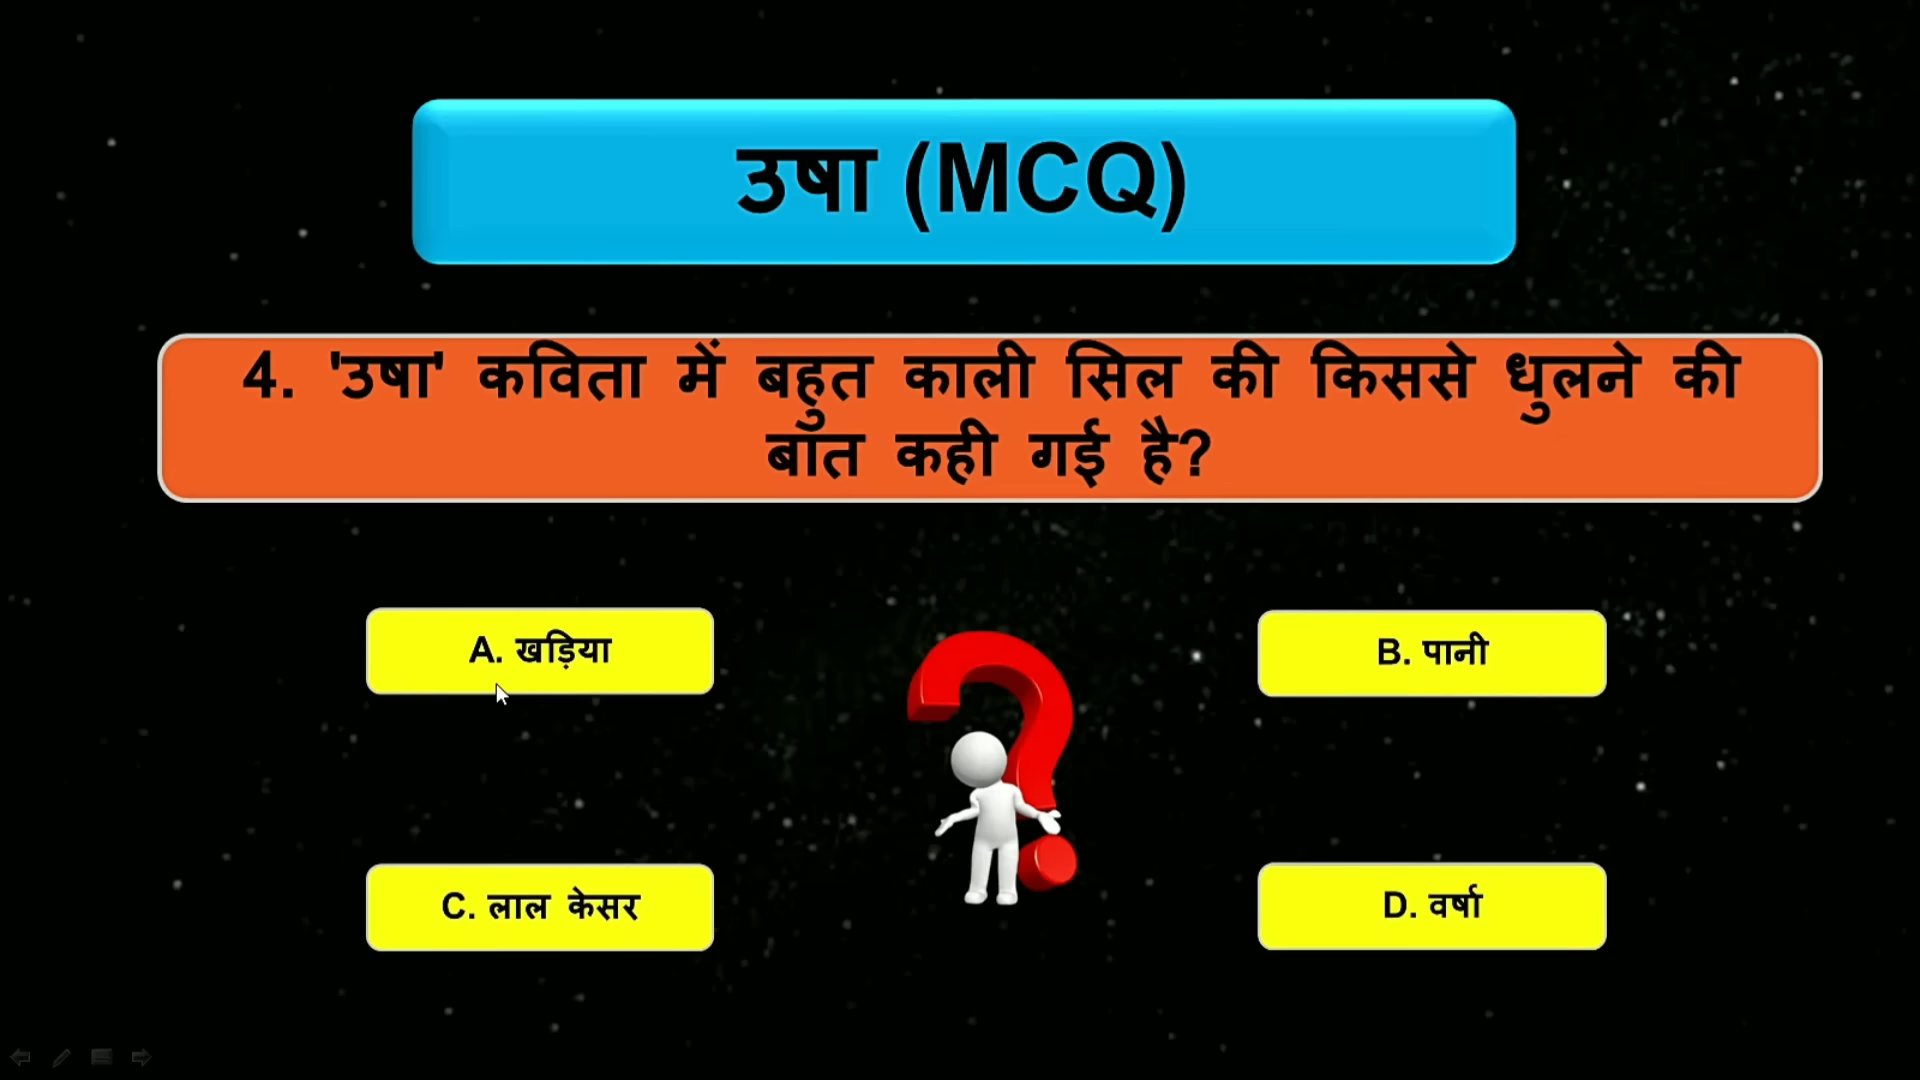 उषा (MCQ)
4. 'उषा' कविता में बहुत काली सिल की किससे धुलने की
बात कही गई है?
A. खड़िया
B. पानी
C. लाल केसर
D. वर्षा